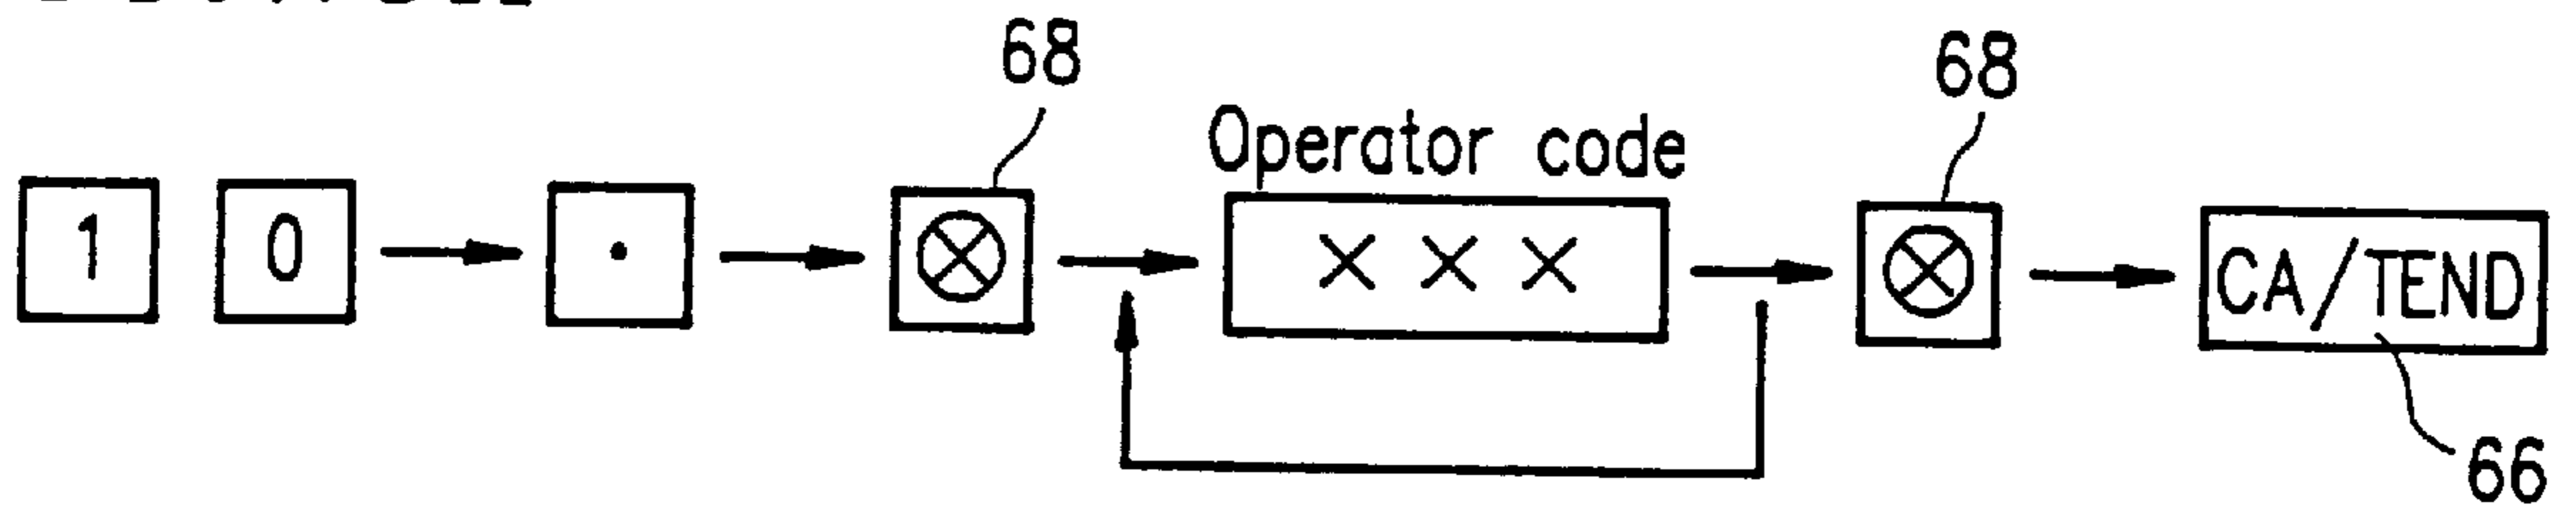 68
68
Operator code
1 0 . ⊗ × × × ⊗ CA/TEND
66